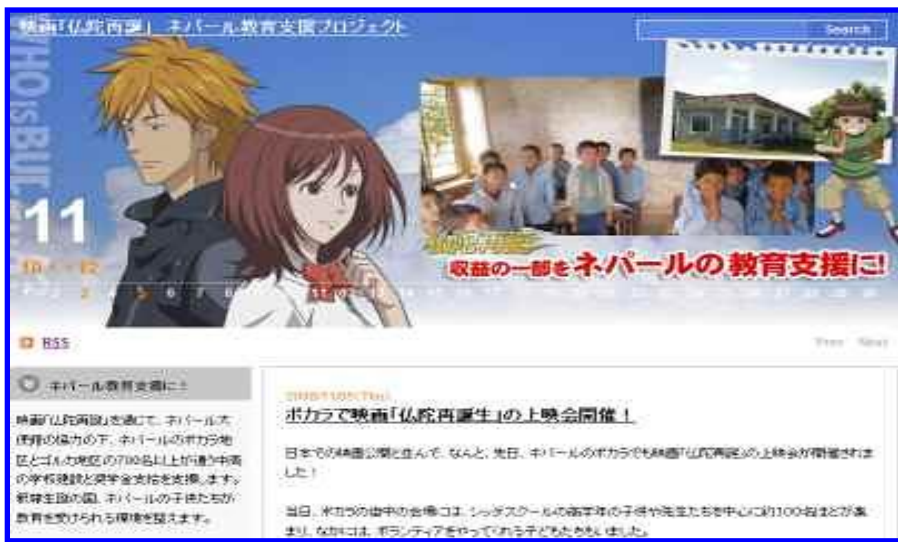 映画「仏陀再誕」 ネパール教育支援プロジェクト
Search
11
10 12
収益の一部をネパールの教育支援に!
RSS
Prev Next
ネパール教育支援に!
映画「仏陀再誕」を通じて、ネパール大
使館の協力の下、ネパールのポカラ地
区とゴルカ地区の700名以上が通う中高
の学校建設と奨学金支給を支援します。
釈尊生誕の国、ネパールの子供たちが
教育を受けられる環境を整えます。
ポカラで映画「仏陀再誕生」の上映会開催!
日本での映画公開と並んで、なんと、先日、ネパールのポカラでも映画「仏陀再誕」の上映会が開催されま
した!
当日、ポカラの街中の会場には、シッダスクールの高学年の子供や先生たちを中心に約100名ほどが集
まり、なかには、ボランティアをやってくれる子どもたちもいました。